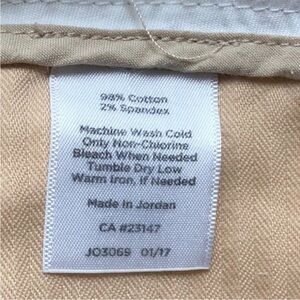 98% Cotton
2% Spandex
Machine Wash Cold
Only Non-Chlorine
Bleach When Needed
Tumble Dry Low
Warm Iron, if Needed
Made in Jordan
CA #23147
JO3069 01/17